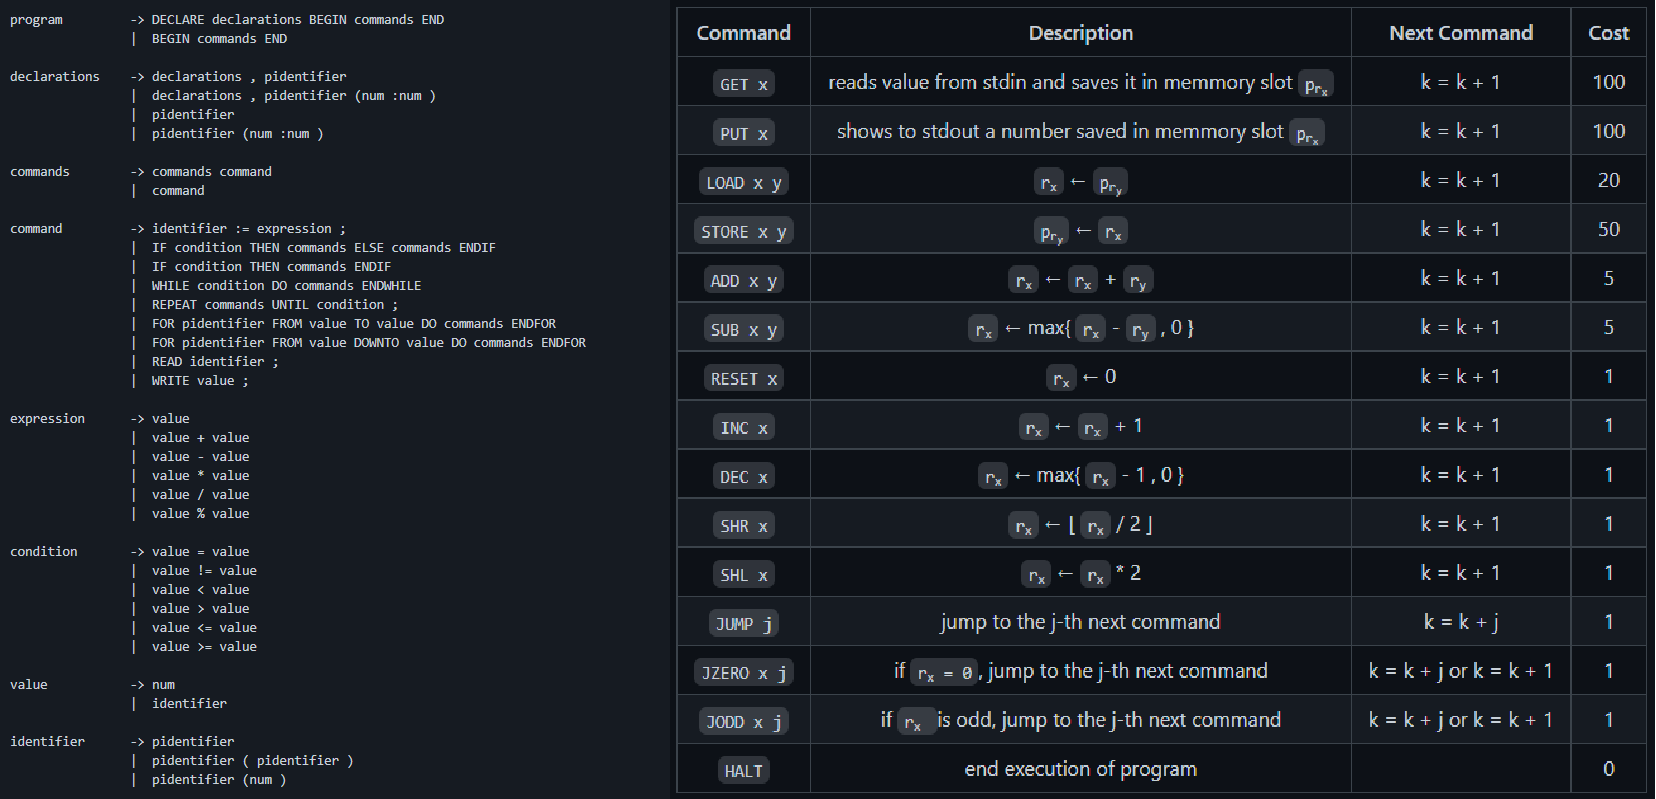 program -> DECLARE declarations BEGIN commands END
| BEGIN commands END
declarations -> declarations , pidentifier
| declarations , pidentifier (num :num )
| pidentifier
| pidentifier (num :num )
commands -> commands command
| command
command -> identifier := expression ;
| IF condition THEN commands ELSE commands ENDIF
| IF condition THEN commands ENDIF
| WHILE condition DO commands ENDWHILE
| REPEAT commands UNTIL condition ;
| FOR pidentifier FROM value TO value DO commands ENDFOR
| FOR pidentifier FROM value DOWNTO value DO commands ENDFOR
| READ identifier ;
| WRITE value ;
expression -> value
| value + value
| value - value
| value * value
| value / value
| value % value
condition -> value = value
| value != value
| value < value
| value > value
| value <= value
| value >= value
value -> num
| identifier
identifier -> pidentifier
| pidentifier ( pidentifier )
| pidentifier (num )
Command Description Next Command Cost
GET x reads value from stdin and saves it in memmory slot p_{r_x} k = k + 1 100
PUT x shows to stdout a number saved in memmory slot p_{r_x} k = k + 1 100
LOAD x y r_x ← p_{r_y} k = k + 1 20
STORE x y p_{r_y} ← r_x k = k + 1 50
ADD x y r_x ← r_x + r_y k = k + 1 5
SUB x y r_x ← max{ r_x - r_y , 0 } k = k + 1 5
RESET x r_x ← 0 k = k + 1 1
INC x r_x ← r_x + 1 k = k + 1 1
DEC x r_x ← max{ r_x - 1 , 0 } k = k + 1 1
SHR x r_x ← ⌊ r_x / 2 ⌋ k = k + 1 1
SHL x r_x ← r_x * 2 k = k + 1 1
JUMP j jump to the j-th next command k = k + j 1
JZERO x j if r_x = 0, jump to the j-th next command k = k + j or k = k + 1 1
JODD x j if r_x is odd, jump to the j-th next command k = k + j or k = k + 1 1
HALT end execution of program 0